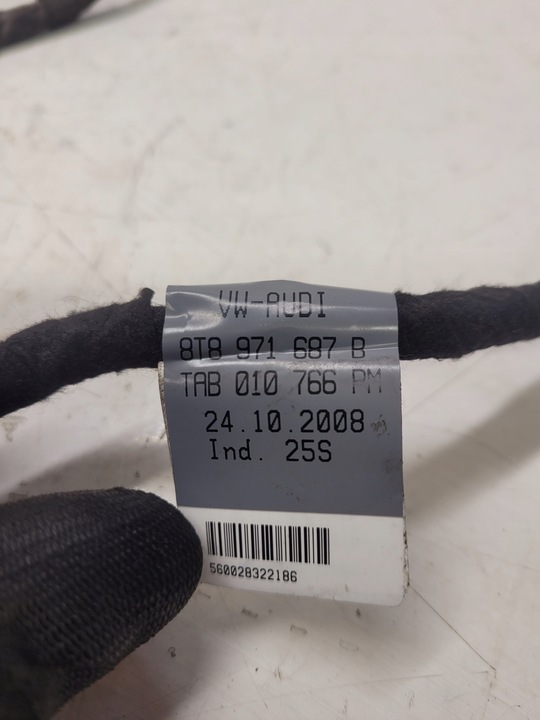 VW-AUDI
8T8 971 687 B
TAB 010 766 PM
24.10.2008
Ind. 25S
560028322186